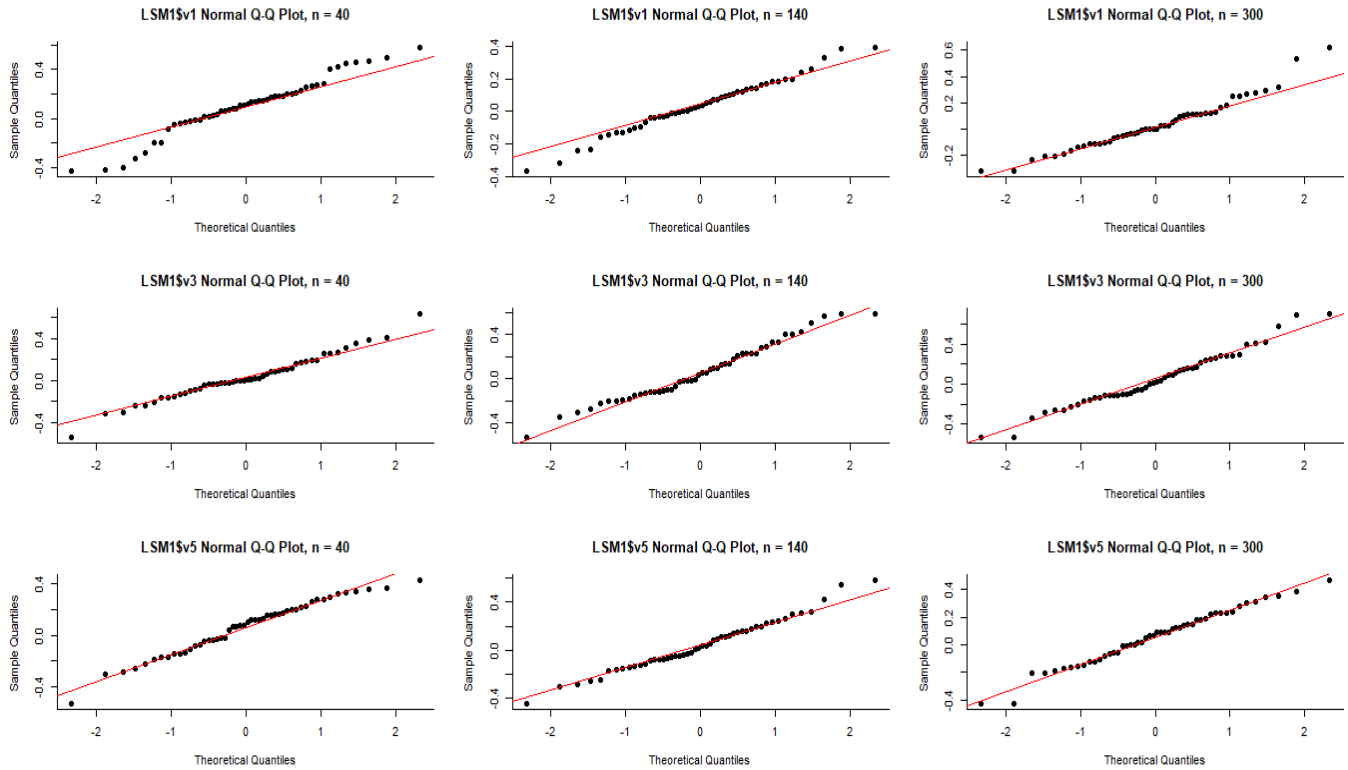 LSM1$v1 Normal Q-Q Plot, n = 40
Sample Quantiles
-0.4 0.0 0.4
-2 -1 0 1 2
Theoretical Quantiles
LSM1$v1 Normal Q-Q Plot, n = 140
Sample Quantiles
-0.4 -0.2 0.0 0.2 0.4
-2 -1 0 1 2
Theoretical Quantiles
LSM1$v1 Normal Q-Q Plot, n = 300
Sample Quantiles
-0.2 0.2 0.4 0.6
-2 -1 0 1 2
Theoretical Quantiles
LSM1$v3 Normal Q-Q Plot, n = 40
Sample Quantiles
-0.4 0.0 0.4
-2 -1 0 1 2
Theoretical Quantiles
LSM1$v3 Normal Q-Q Plot, n = 140
Sample Quantiles
-0.4 0.0 0.4
-2 -1 0 1 2
Theoretical Quantiles
LSM1$v3 Normal Q-Q Plot, n = 300
Sample Quantiles
-0.4 0.0 0.4
-2 -1 0 1 2
Theoretical Quantiles
LSM1$v5 Normal Q-Q Plot, n = 40
Sample Quantiles
-0.4 0.0 0.4
-2 -1 0 1 2
Theoretical Quantiles
LSM1$v5 Normal Q-Q Plot, n = 140
Sample Quantiles
-0.4 0.0 0.4
-2 -1 0 1 2
Theoretical Quantiles
LSM1$v5 Normal Q-Q Plot, n = 300
Sample Quantiles
-0.4 -0.2 0.0 0.2 0.4
-2 -1 0 1 2
Theoretical Quantiles